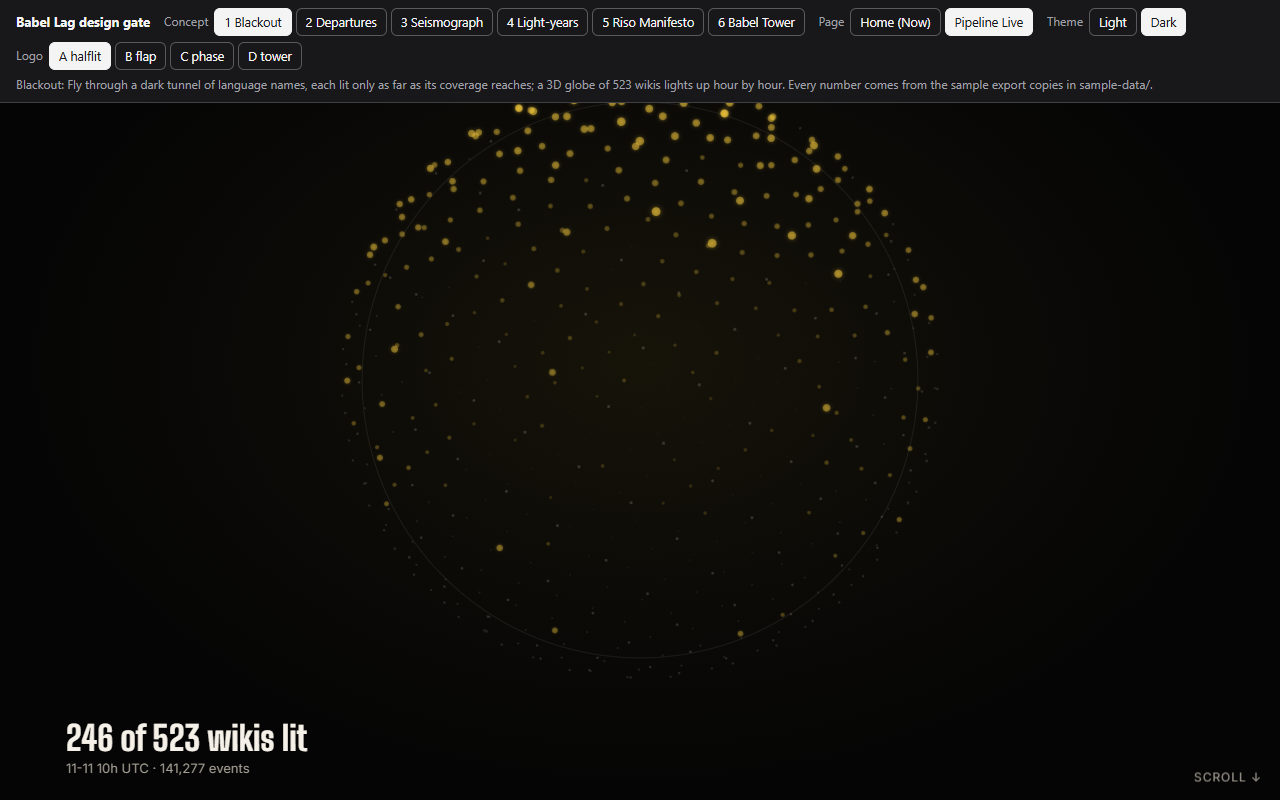 Babel Lag design gate Concept 1 Blackout 2 Departures 3 Seismograph 4 Light-years 5 Riso Manifesto 6 Babel Tower Page Home (Now) Pipeline Live Theme Light Dark
Logo A halflit B flap C phase D tower
Blackout: Fly through a dark tunnel of language names, each lit only as far as its coverage reaches; a 3D globe of 523 wikis lights up hour by hour. Every number comes from the sample export copies in sample-data/.
246 of 523 wikis lit
11-11 10h UTC · 141,277 events
SCROLL ↓